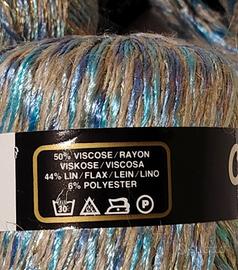 50% VISCOSE/RAYON
VISKOSE/VISCOSA
44% LIN/FLAX/LEIN/LINO
6% POLYESTER
30
P
C